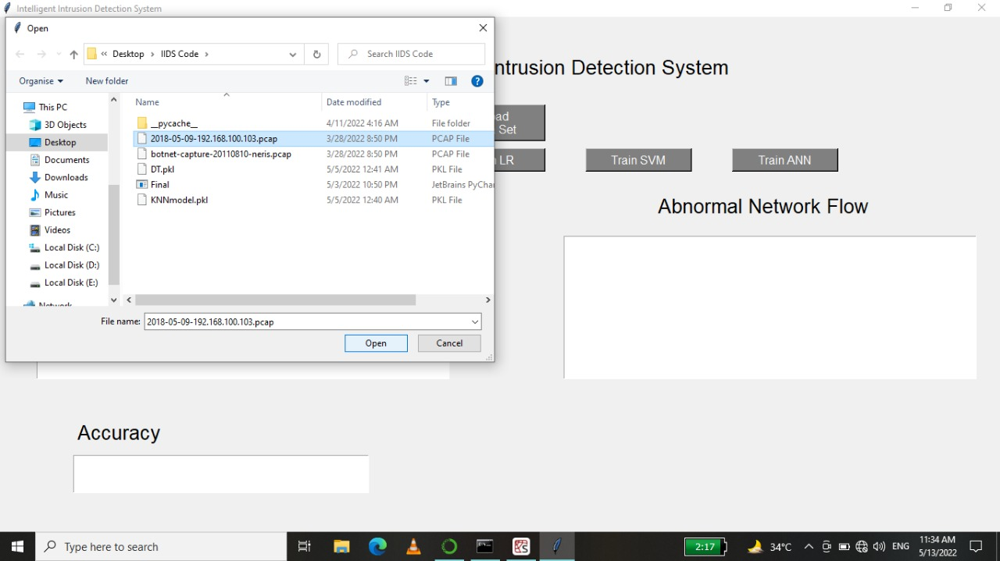 Intelligent Intrusion Detection System
Open
« Desktop › IIDS Code ›
Search IIDS Code
Organise
New folder
This PC
3D Objects
Desktop
Documents
Downloads
Music
Pictures
Videos
Local Disk (C:)
Local Disk (D:)
Local Disk (E:)
Network
Name Date modified Type
__pycache__ 4/11/2022 4:16 AM File folder
2018-05-09-192.168.100.103.pcap 3/28/2022 8:50 PM PCAP File
botnet-capture-20110810-neris.pcap 3/28/2022 8:50 PM PCAP File
DT.pkl 5/5/2022 12:41 AM PKL File
Final 5/3/2022 10:50 PM JetBrains PyChar
KNNmodel.pkl 5/5/2022 12:40 AM PKL File
File name: 2018-05-09-192.168.100.103.pcap
Open Cancel
ntrusion Detection System
ad
Set
LR
Train SVM
Train ANN
Abnormal Network Flow
Accuracy
Type here to search
2:17
34°C
ENG
11:34 AM
5/13/2022